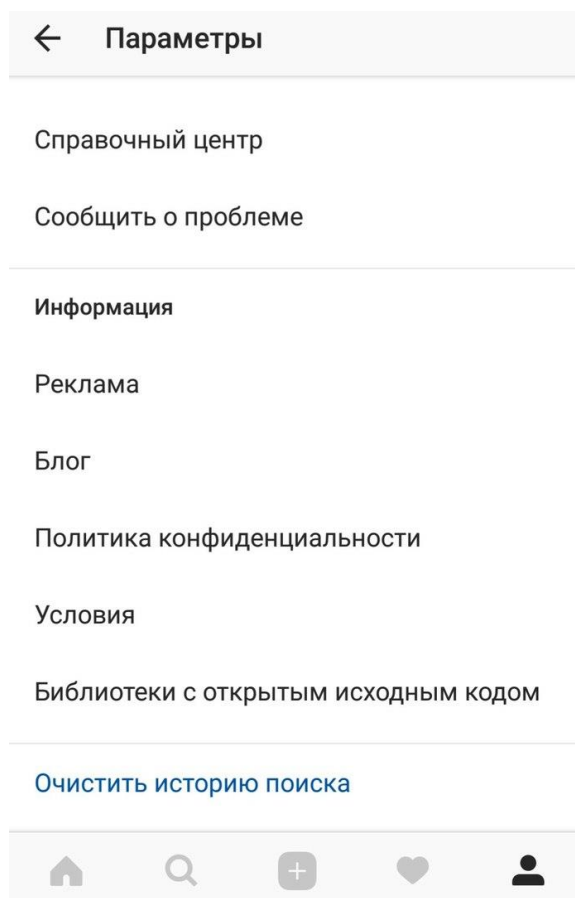 Параметры
Справочный центр
Сообщить о проблеме
Информация
Реклама
Блог
Политика конфиденциальности
Условия
Библиотеки с открытым исходным кодом
Очистить историю поиска